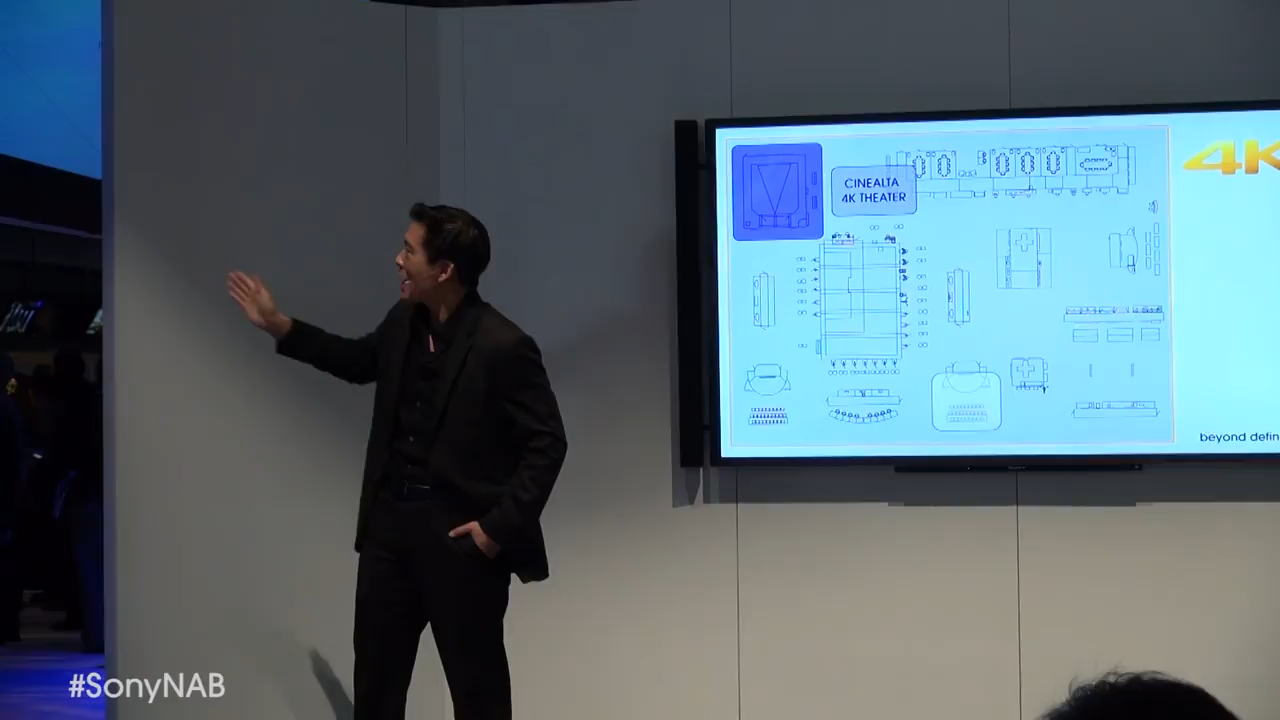 CINEALTA
4K THEATER
4K
beyond defin
#SonyNAB